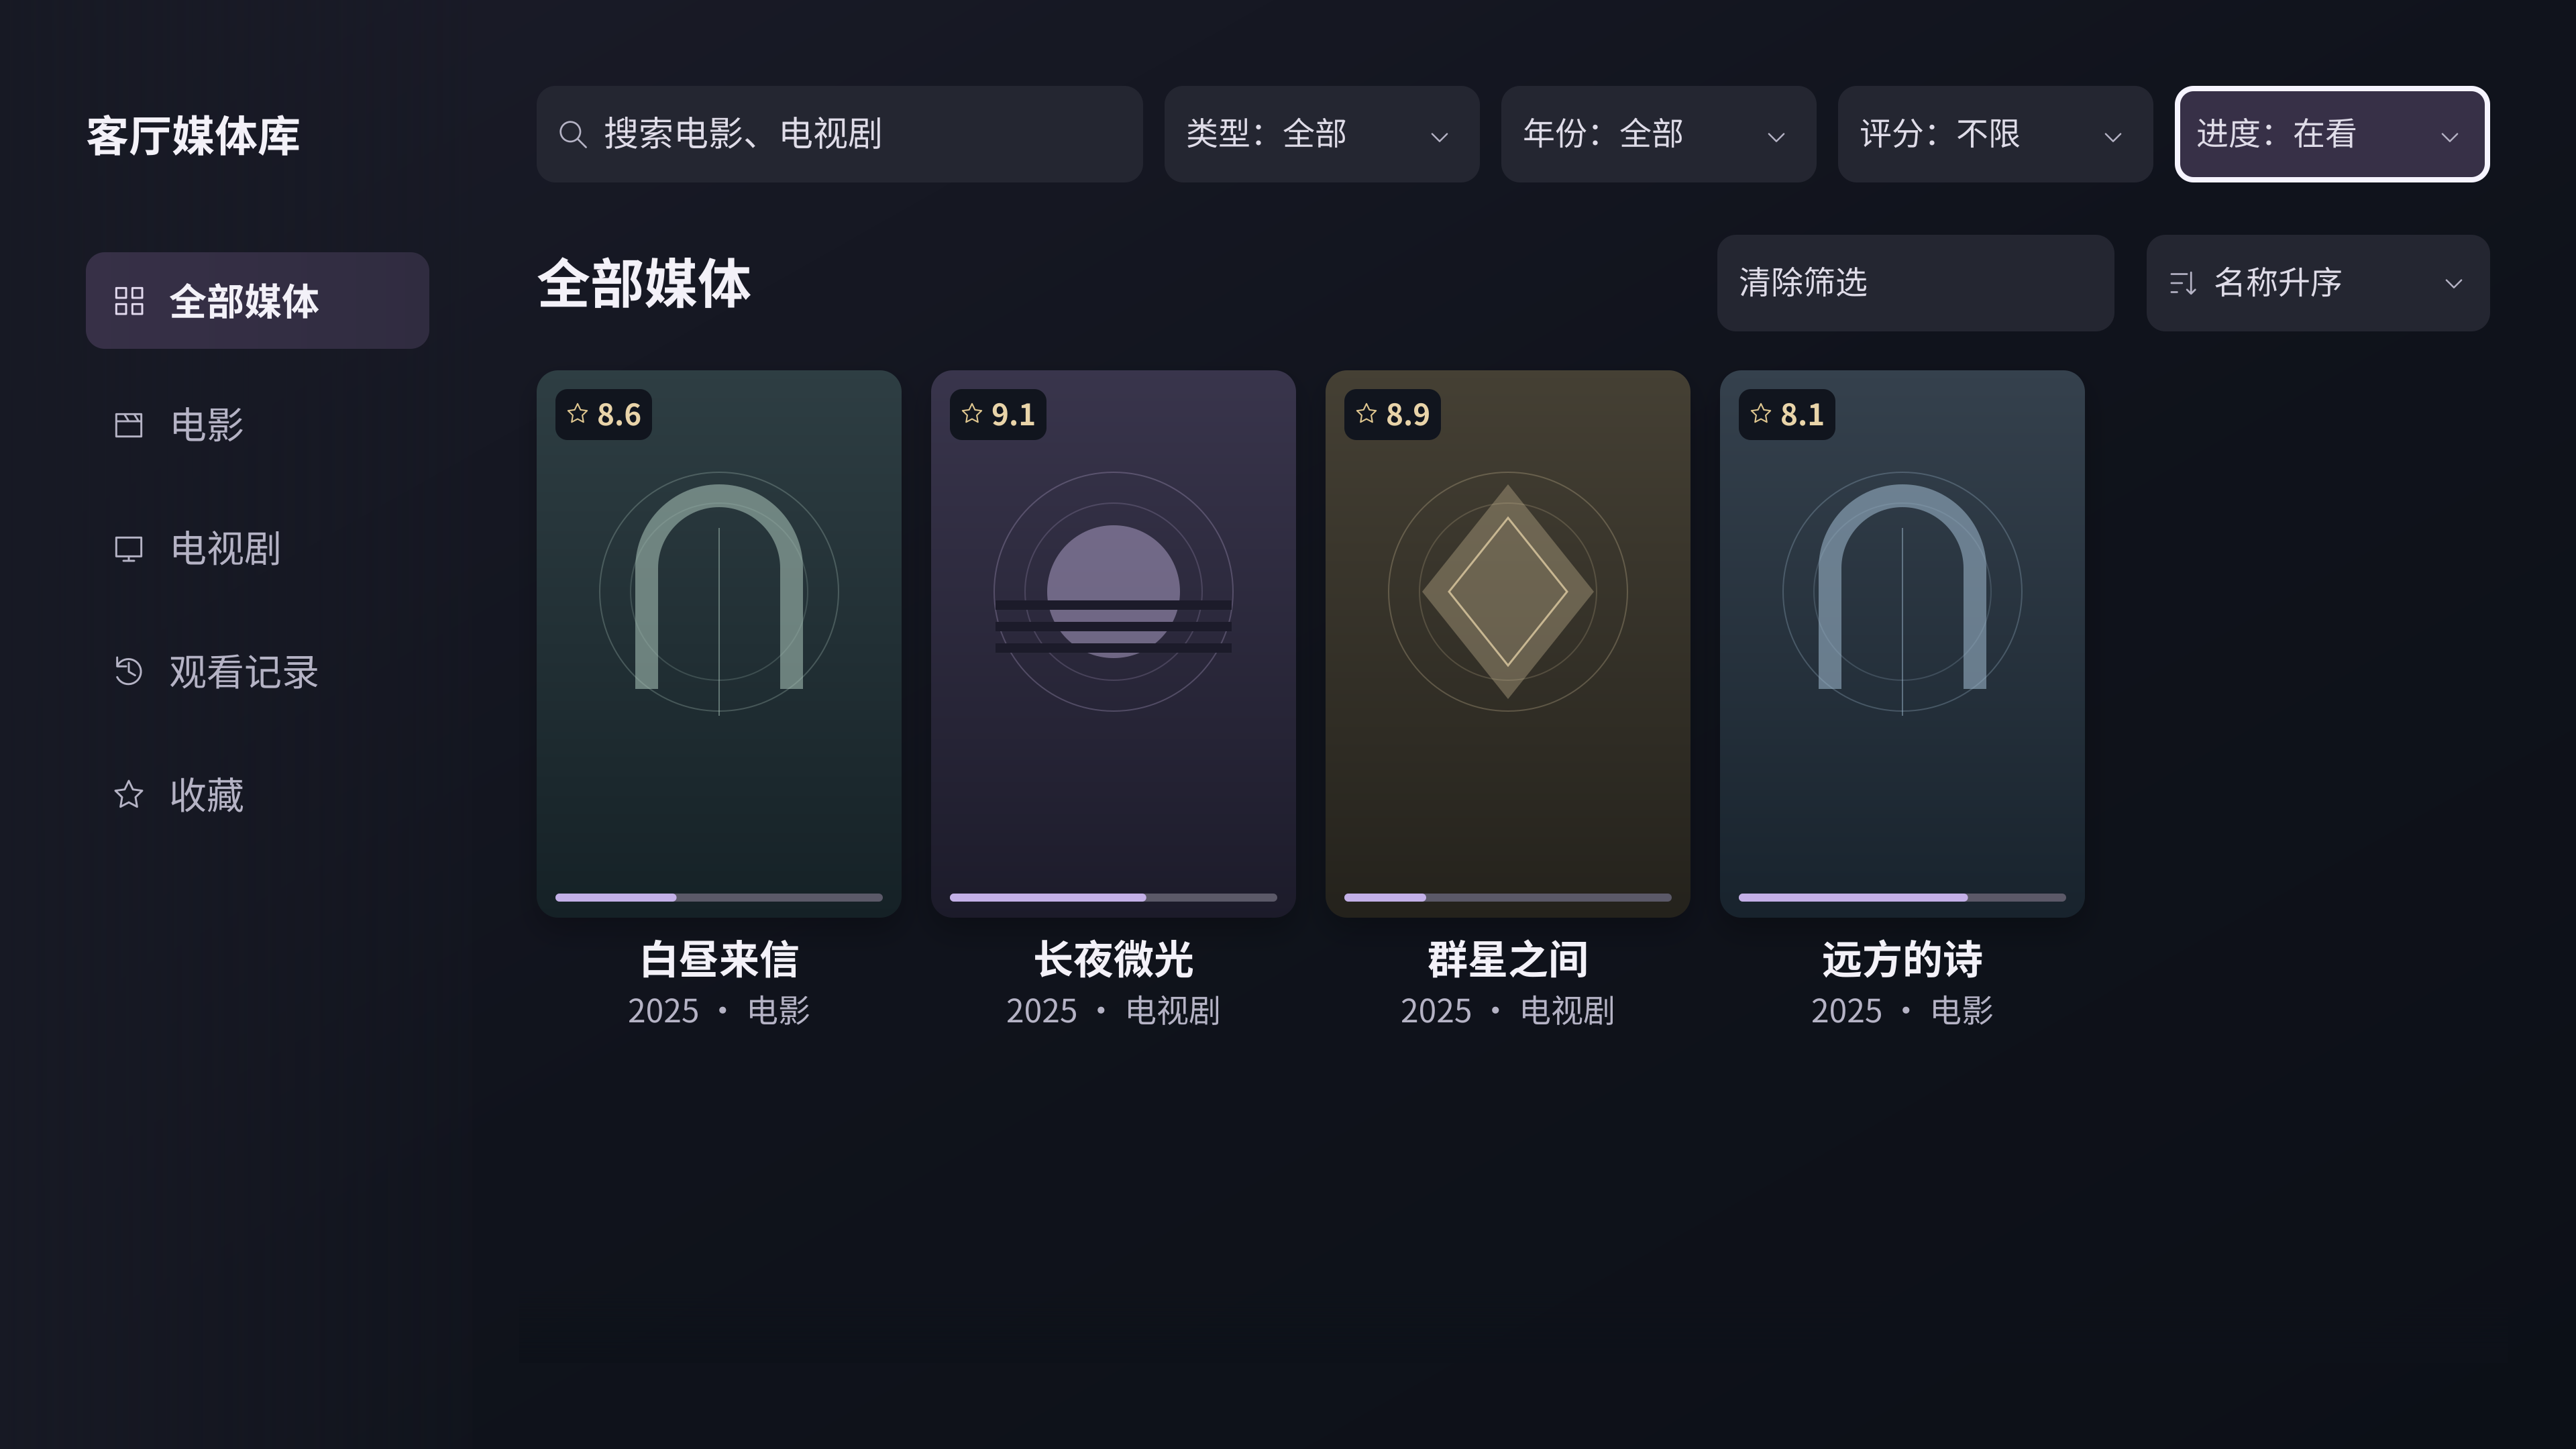 客厅媒体库
搜索电影、电视剧
类型：全部
年份：全部
评分：不限
进度：在看
全部媒体
电影
电视剧
观看记录
收藏
全部媒体
清除筛选
名称升序
8.6
9.1
8.9
8.1
白昼来信
2025 • 电影
长夜微光
2025 • 电视剧
群星之间
2025 • 电视剧
远方的诗
2025 • 电影